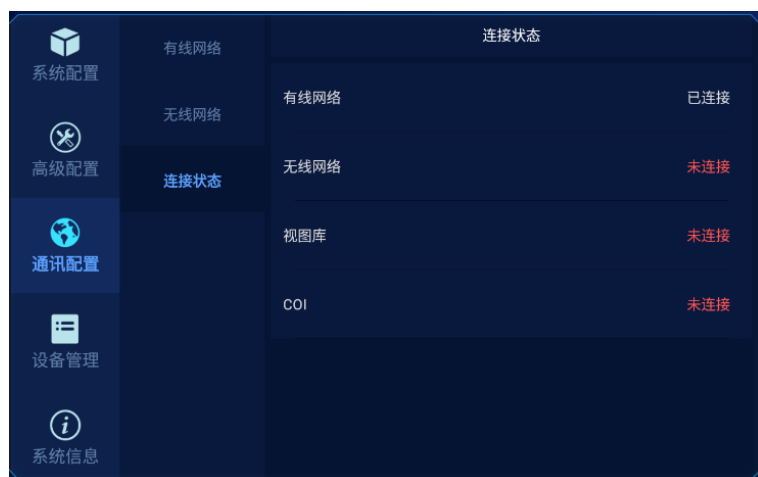 系统配置
高级配置
通讯配置
设备管理
系统信息
有线网络
无线网络
连接状态
连接状态
有线网络 已连接
无线网络 未连接
视图库 未连接
COI 未连接